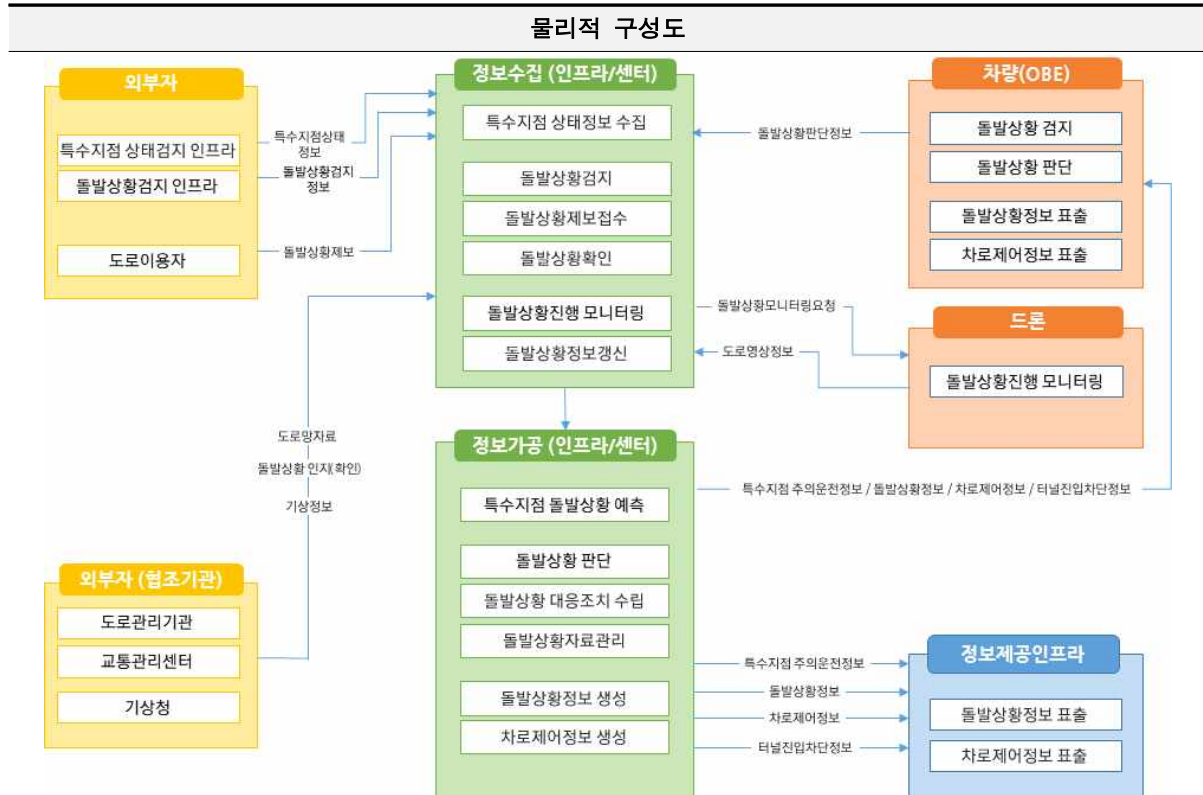 물리적 구성도
외부자
특수지점 상태검지 인프라
돌발상황검지 인프라
도로이용자
특수지점상태
정보
돌발상황검지
정보
돌발상황제보
정보수집 (인프라/센터)
특수지점 상태정보 수집
돌발상황검지
돌발상황제보접수
돌발상황확인
돌발상황진행 모니터링
돌발상황정보갱신
돌발상황판단정보
차량(OBE)
돌발상황 검지
돌발상황 판단
돌발상황정보 표출
차로제어정보 표출
돌발상황모니터링요청
도로영상정보
드론
돌발상황진행 모니터링
도로망자료
돌발상황 인지(확인)
기상정보
외부자 (협조기관)
도로관리기관
교통관리센터
기상청
정보가공 (인프라/센터)
특수지점 돌발상황 예측
돌발상황 판단
돌발상황 대응조치 수립
돌발상황자료관리
돌발상황정보 생성
차로제어정보 생성
특수지점 주의운전정보 / 돌발상황정보 / 차로제어정보 / 터널진입차단정보
특수지점 주의운전정보
돌발상황정보
차로제어정보
터널진입차단정보
정보제공인프라
돌발상황정보 표출
차로제어정보 표출